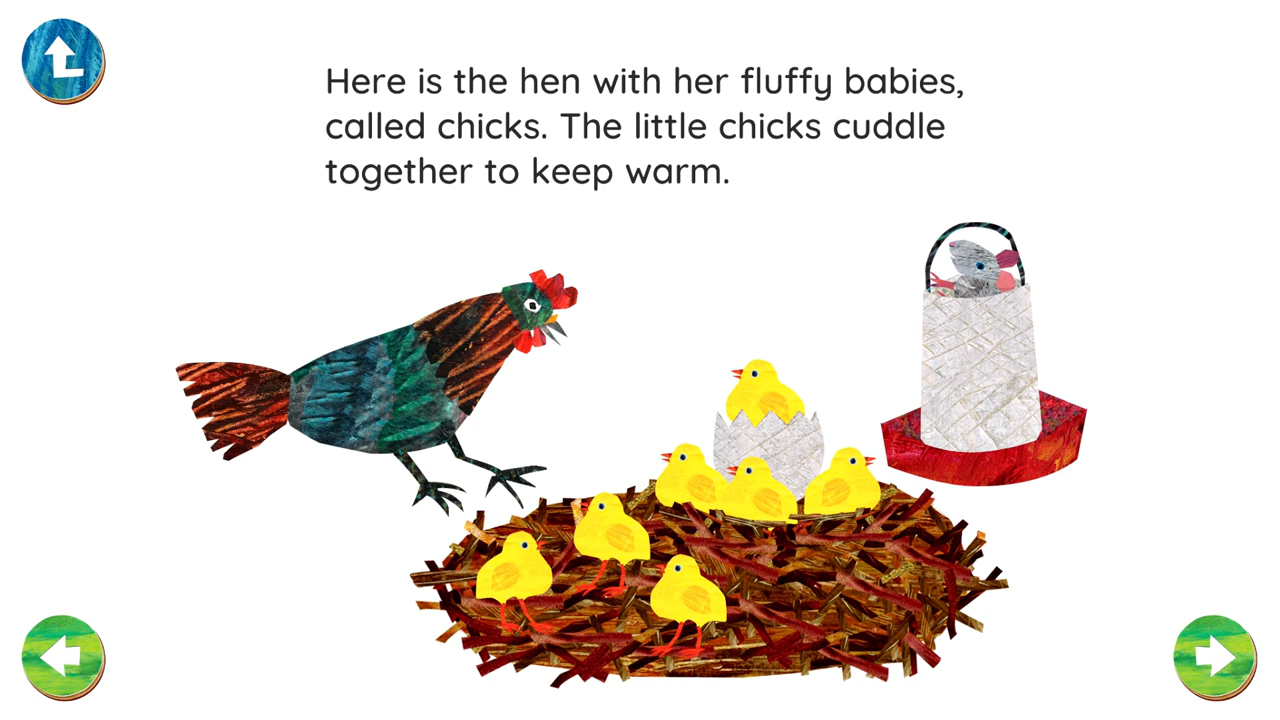 Here is the hen with her fluffy babies,
called chicks. The little chicks cuddle
together to keep warm.